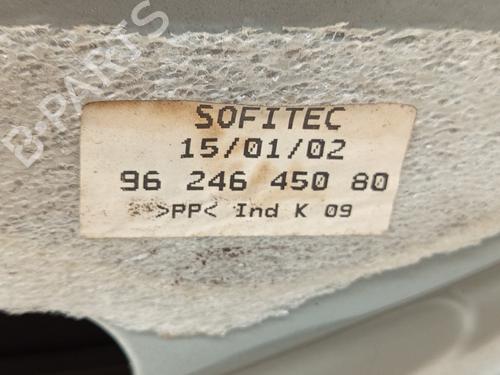 B-PARTS
SOFITEC
15/01/02
96 246 450 80
>PP< Ind K 09